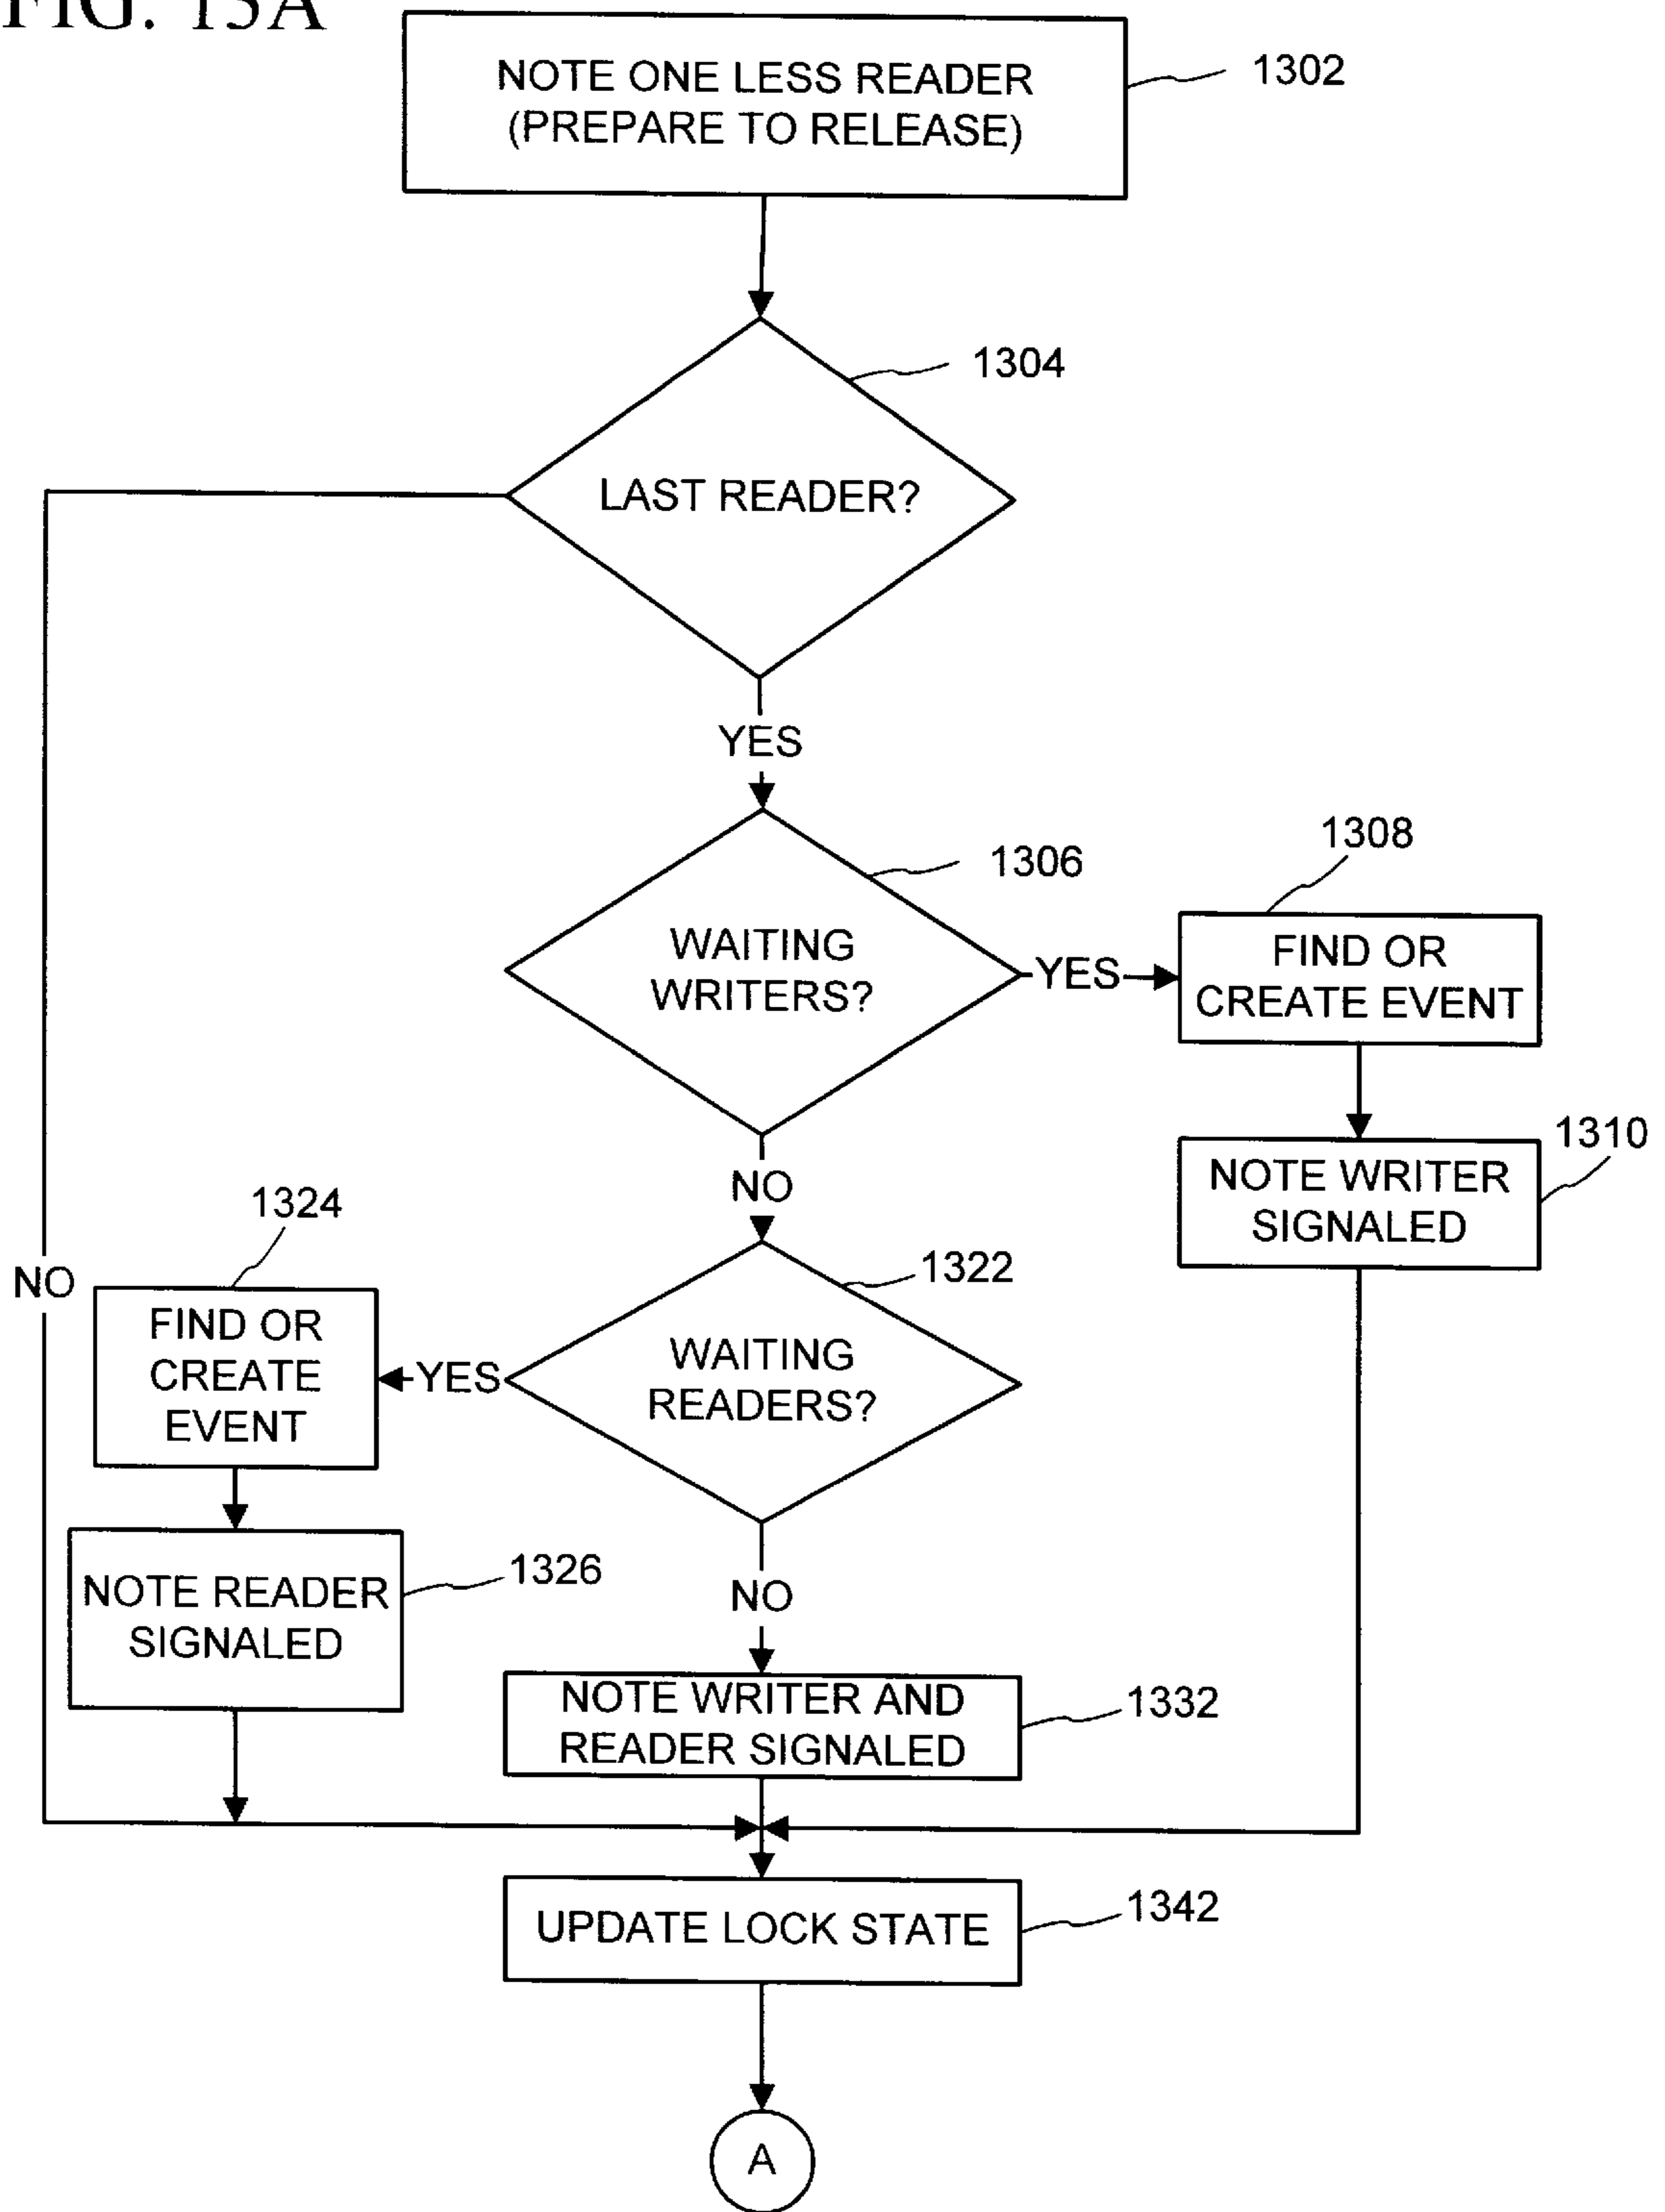 FIG. 13A
NOTE ONE LESS READER
(PREPARE TO RELEASE)
1302
1304
LAST READER?
YES
1306
WAITING
WRITERS?
YES
1308
FIND OR
CREATE EVENT
1310
NOTE WRITER
SIGNALED
NO
1324
NO
FIND OR
CREATE
EVENT
YES
1322
WAITING
READERS?
NOTE READER
SIGNALED
1326
NO
NOTE WRITER AND
READER SIGNALED
1332
UPDATE LOCK STATE
1342
A